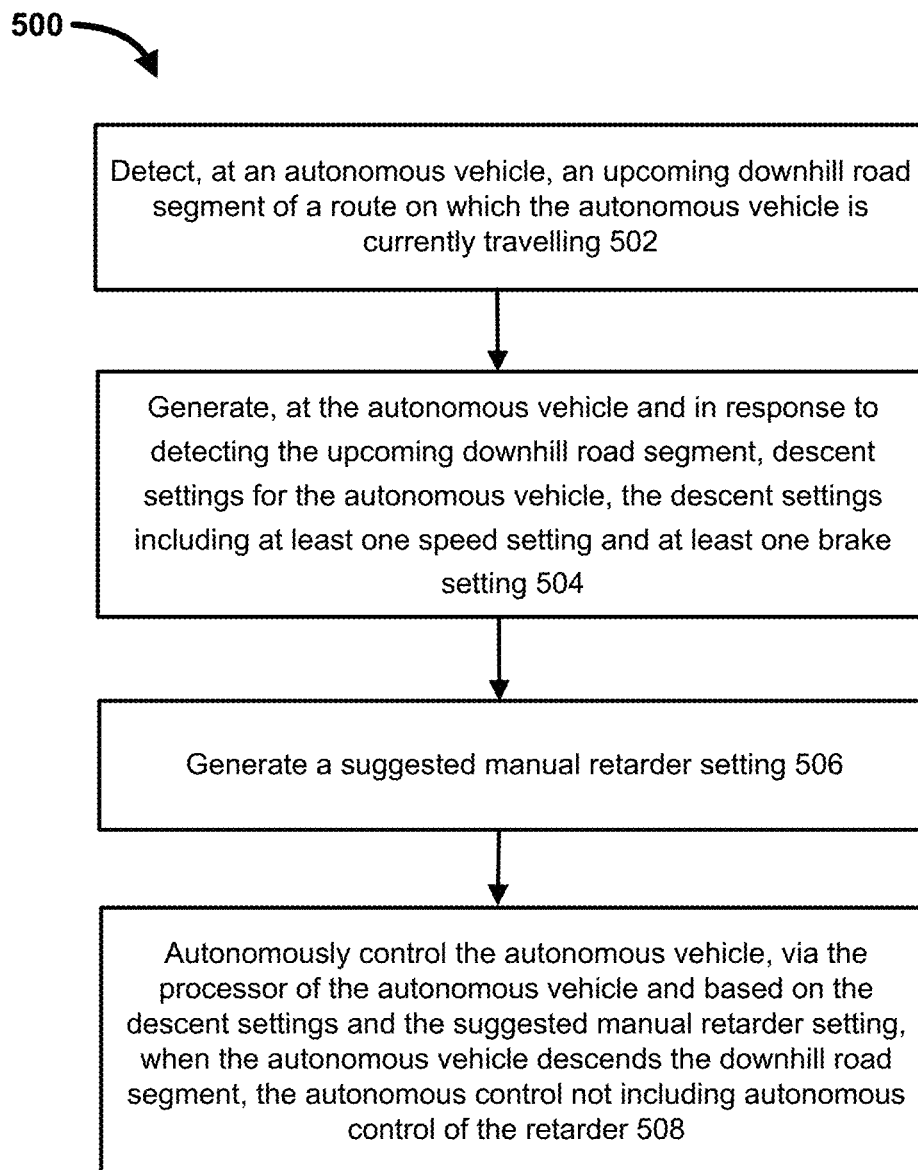 500
Detect, at an autonomous vehicle, an upcoming downhill road
segment of a route on which the autonomous vehicle is
currently travelling 502
Generate, at the autonomous vehicle and in response to
detecting the upcoming downhill road segment, descent
settings for the autonomous vehicle, the descent settings
including at least one speed setting and at least one brake
setting 504
Generate a suggested manual retarder setting 506
Autonomously control the autonomous vehicle, via the
processor of the autonomous vehicle and based on the
descent settings and the suggested manual retarder setting,
when the autonomous vehicle descends the downhill road
segment, the autonomous control not including autonomous
control of the retarder 508